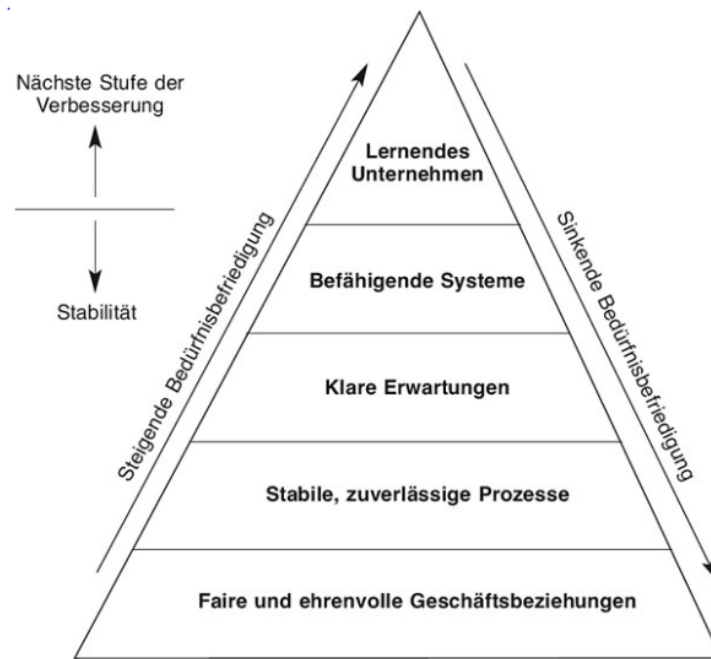 Nächste Stufe der
Verbesserung
Stabilität
Steigende Bedürfnisbefriedigung
Lernendes
Unternehmen
Befähigende Systeme
Klare Erwartungen
Stabile, zuverlässige Prozesse
Faire und ehrenvolle Geschäftsbeziehungen
Sinkende Bedürfnisbefriedigung